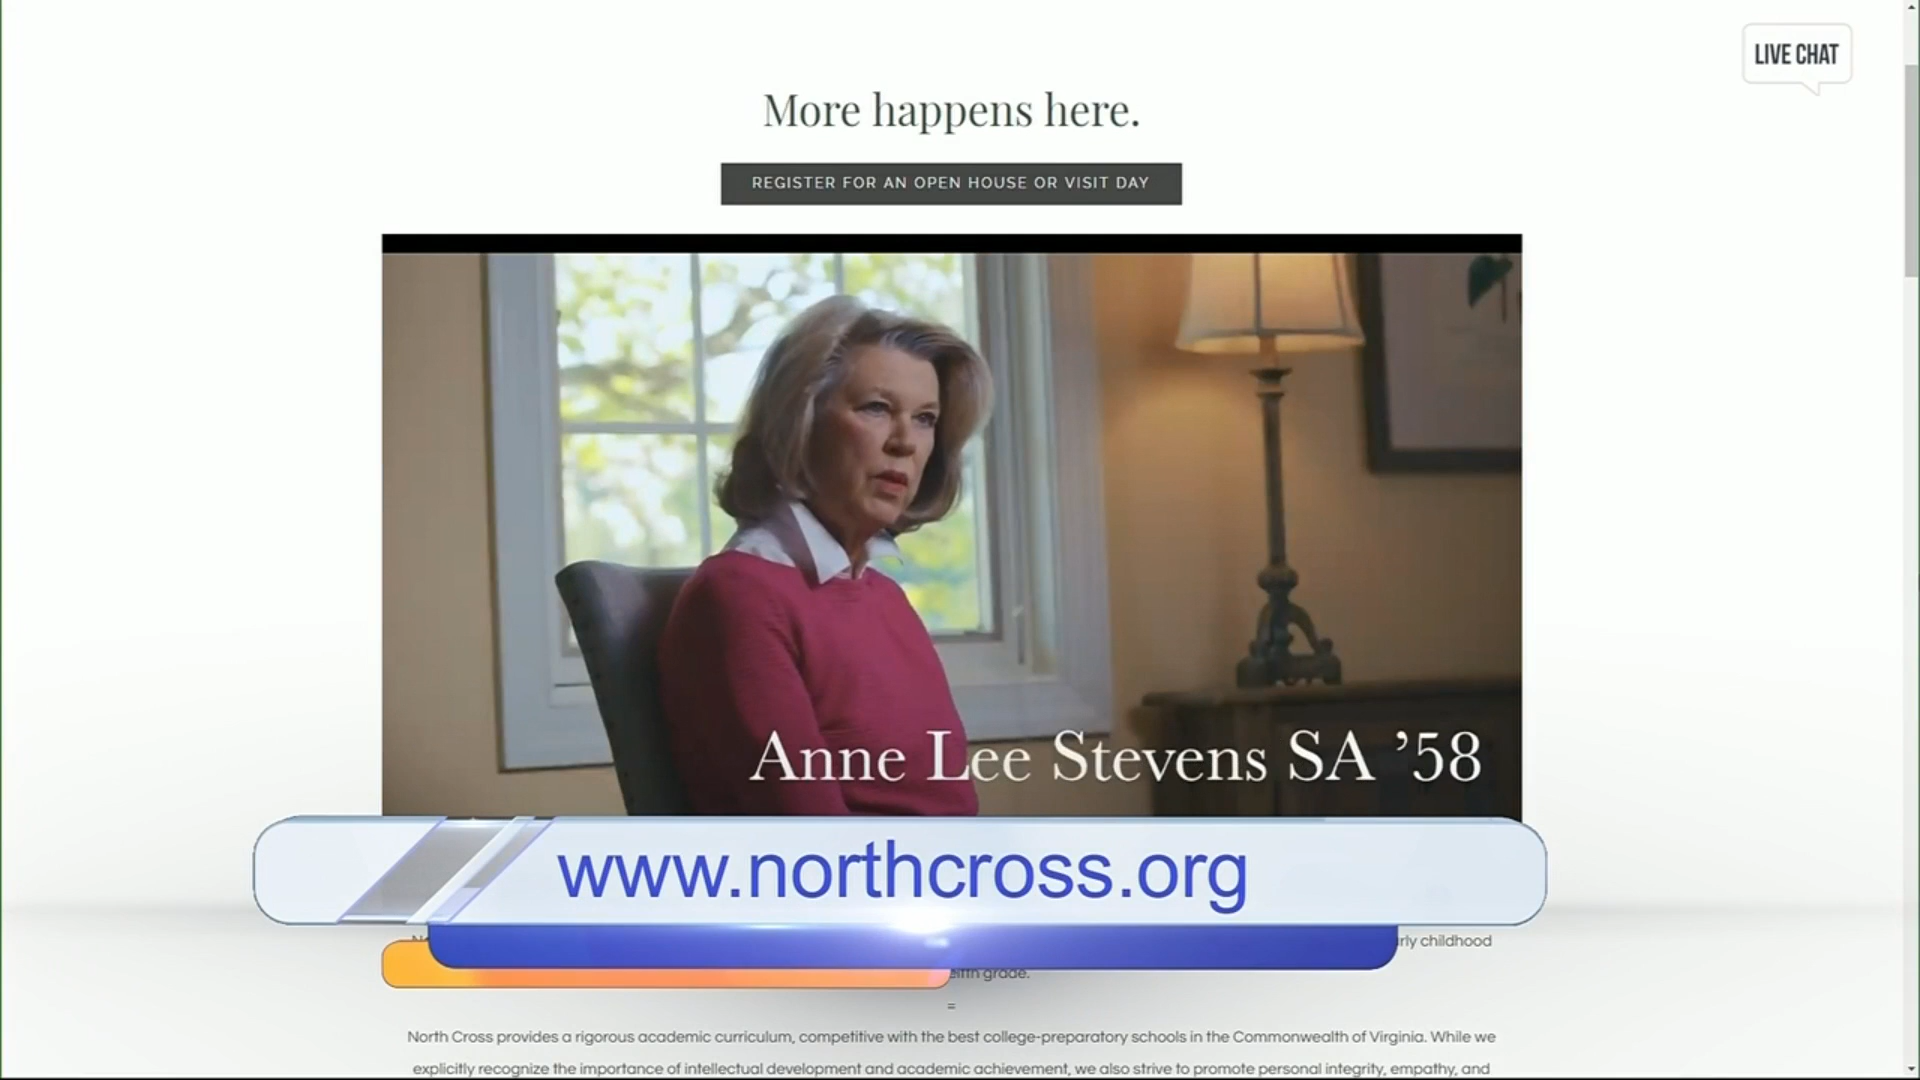 LIVE CHAT
More happens here.
REGISTER FOR AN OPEN HOUSE OR VISIT DAY
Anne Lee Stevens SA ’58
www.northcross.org
childhood
grade.
=
North Cross provides a rigorous academic curriculum, competitive with the best college-preparatory schools in the Commonwealth of Virginia. While we
explicitly recognize the importance of intellectual development and academic achievement, we also strive to promote personal integrity, empathy, and